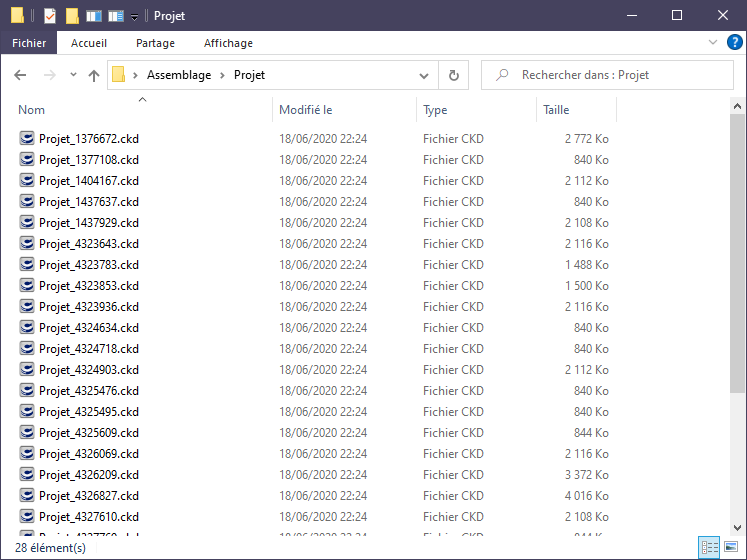 Projet
Fichier Accueil Partage Affichage
Assemblage Projet Rechercher dans : Projet
Nom Modifié le Type Taille
Projet_1376672.ckd 18/06/2020 22:24 Fichier CKD 2 772 Ko
Projet_1377108.ckd 18/06/2020 22:24 Fichier CKD 840 Ko
Projet_1404167.ckd 18/06/2020 22:24 Fichier CKD 2 112 Ko
Projet_1437637.ckd 18/06/2020 22:24 Fichier CKD 840 Ko
Projet_1437929.ckd 18/06/2020 22:24 Fichier CKD 2 108 Ko
Projet_4323643.ckd 18/06/2020 22:24 Fichier CKD 2 116 Ko
Projet_4323783.ckd 18/06/2020 22:24 Fichier CKD 1 488 Ko
Projet_4323853.ckd 18/06/2020 22:24 Fichier CKD 1 500 Ko
Projet_4323936.ckd 18/06/2020 22:24 Fichier CKD 2 116 Ko
Projet_4324634.ckd 18/06/2020 22:24 Fichier CKD 840 Ko
Projet_4324718.ckd 18/06/2020 22:24 Fichier CKD 840 Ko
Projet_4324903.ckd 18/06/2020 22:24 Fichier CKD 2 112 Ko
Projet_4325476.ckd 18/06/2020 22:24 Fichier CKD 840 Ko
Projet_4325495.ckd 18/06/2020 22:24 Fichier CKD 840 Ko
Projet_4325609.ckd 18/06/2020 22:24 Fichier CKD 844 Ko
Projet_4326069.ckd 18/06/2020 22:24 Fichier CKD 2 116 Ko
Projet_4326209.ckd 18/06/2020 22:24 Fichier CKD 3 372 Ko
Projet_4326827.ckd 18/06/2020 22:24 Fichier CKD 4 016 Ko
Projet_4327610.ckd 18/06/2020 22:24 Fichier CKD 2 108 Ko
28 élément(s)